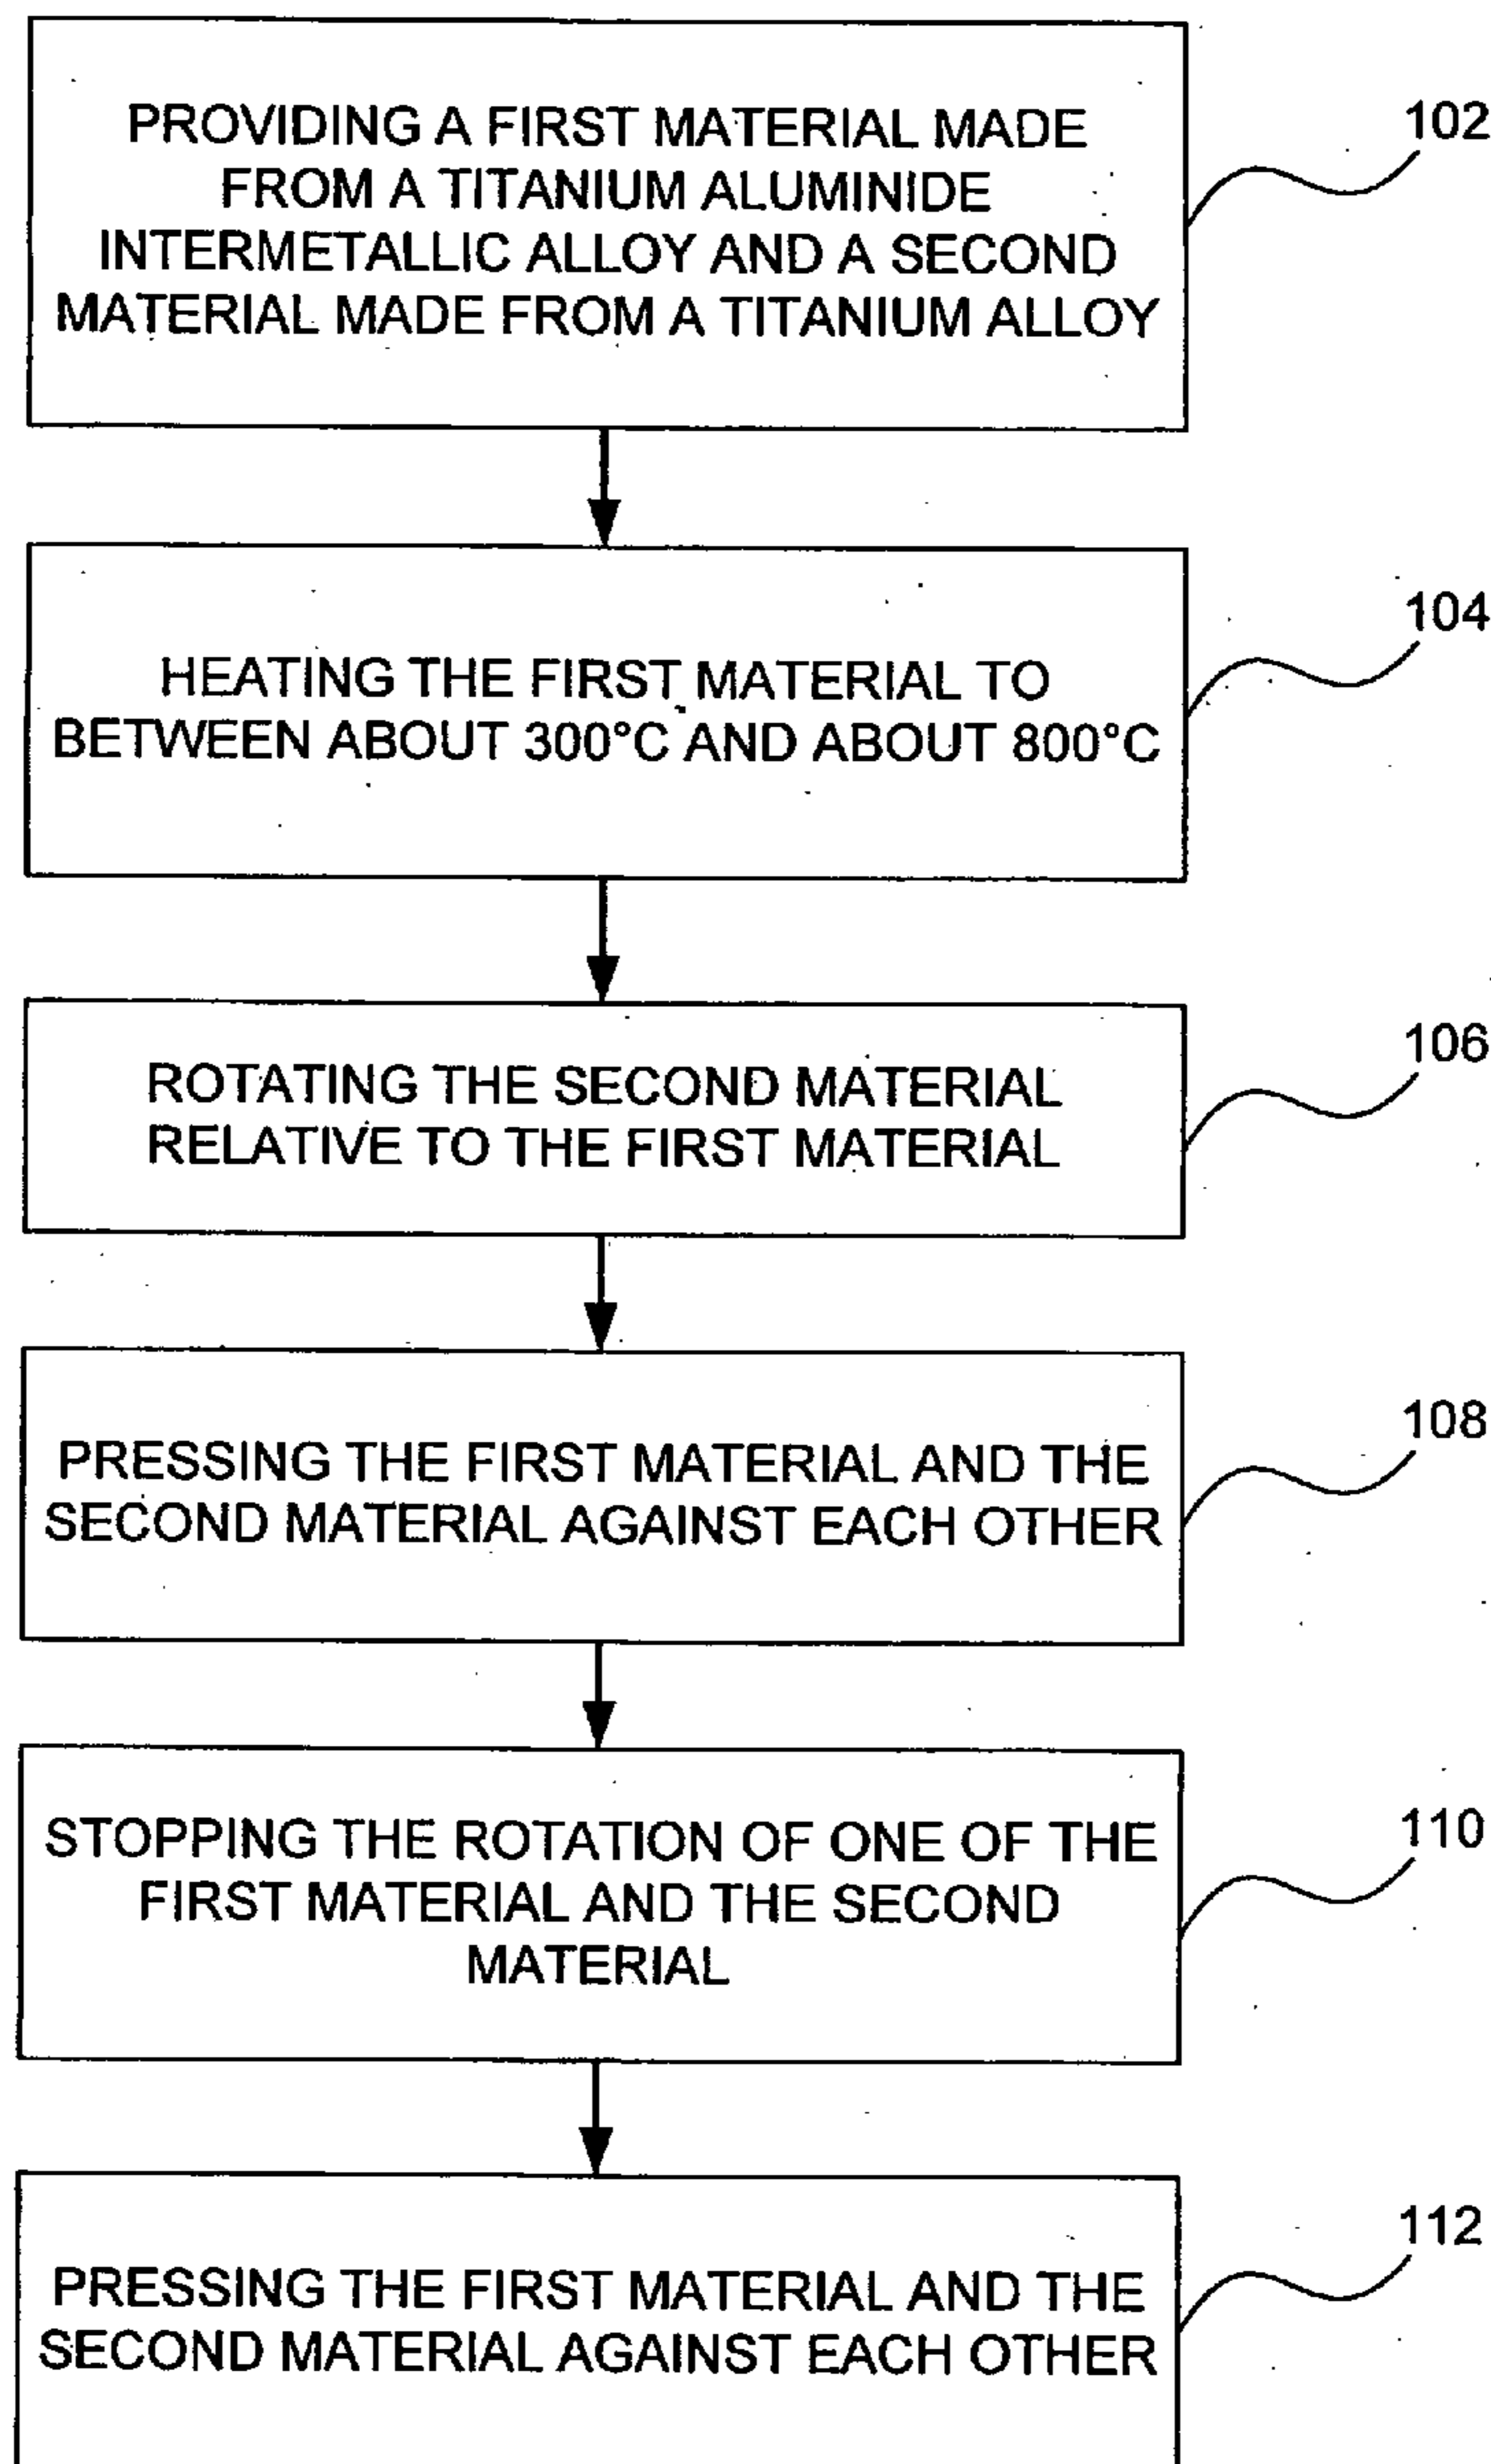 PROVIDING A FIRST MATERIAL MADE
FROM A TITANIUM ALUMINIDE
INTERMETALLIC ALLOY AND A SECOND
MATERIAL MADE FROM A TITANIUM ALLOY
102
HEATING THE FIRST MATERIAL TO
BETWEEN ABOUT 300°C AND ABOUT 800°C
104
ROTATING THE SECOND MATERIAL
RELATIVE TO THE FIRST MATERIAL
106
PRESSING THE FIRST MATERIAL AND THE
SECOND MATERIAL AGAINST EACH OTHER
108
STOPPING THE ROTATION OF ONE OF THE
FIRST MATERIAL AND THE SECOND
MATERIAL
110
PRESSING THE FIRST MATERIAL AND THE
SECOND MATERIAL AGAINST EACH OTHER
112